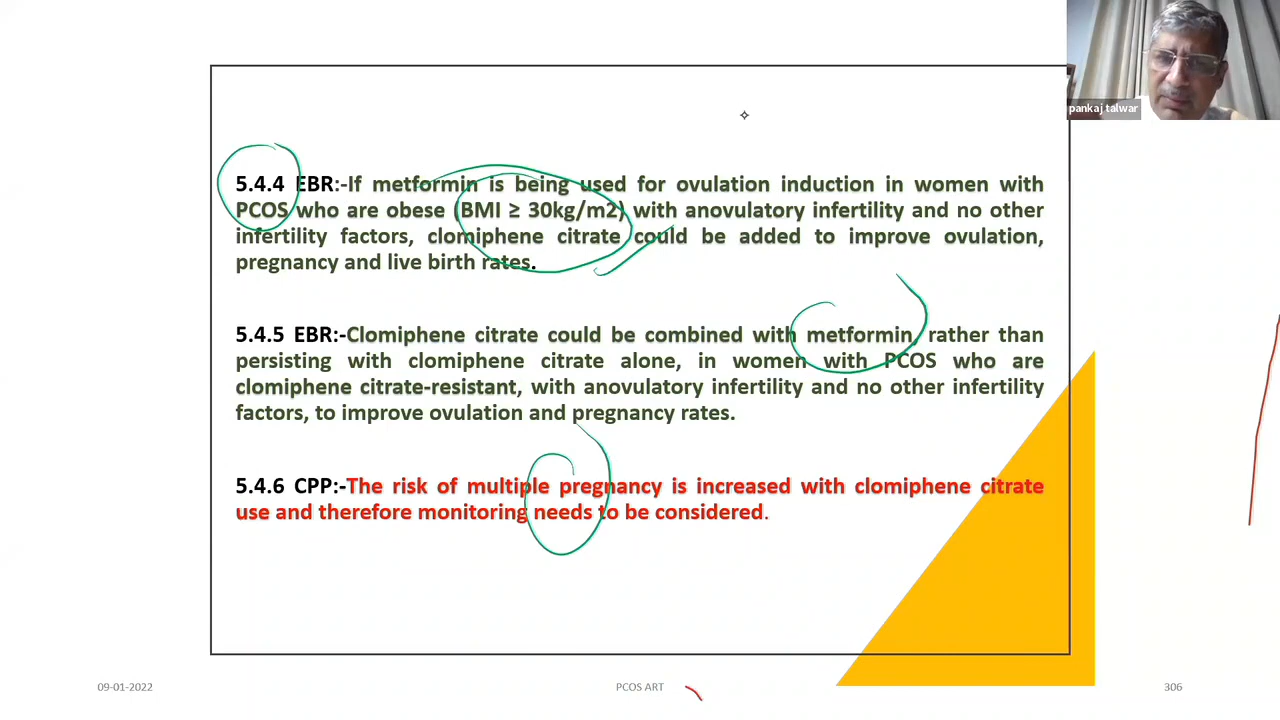 pankaj talwar
5.4.4 EBR:-If metformin is being used for ovulation induction in women with
PCOS who are obese (BMI ≥ 30kg/m2) with anovulatory infertility and no other
infertility factors, clomiphene citrate could be added to improve ovulation,
pregnancy and live birth rates.
5.4.5 EBR:-Clomiphene citrate could be combined with metformin, rather than
persisting with clomiphene citrate alone, in women with PCOS who are
clomiphene citrate-resistant, with anovulatory infertility and no other infertility
factors, to improve ovulation and pregnancy rates.
5.4.6 CPP:-The risk of multiple pregnancy is increased with clomiphene citrate
use and therefore monitoring needs to be considered.
09-01-2022
PCOS ART
306